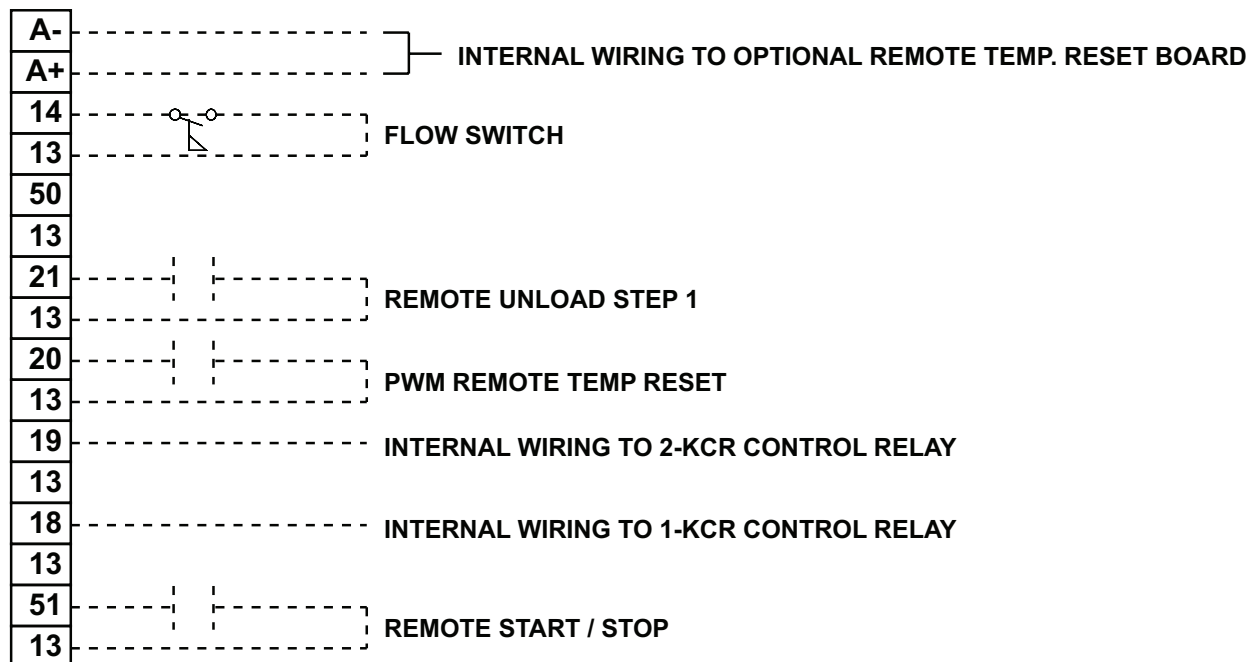 A-
A+
INTERNAL WIRING TO OPTIONAL REMOTE TEMP. RESET BOARD
14
13
FLOW SWITCH
50
13
21
13
REMOTE UNLOAD STEP 1
20
13
PWM REMOTE TEMP RESET
19
INTERNAL WIRING TO 2-KCR CONTROL RELAY
13
18
INTERNAL WIRING TO 1-KCR CONTROL RELAY
13
51
13
REMOTE START / STOP